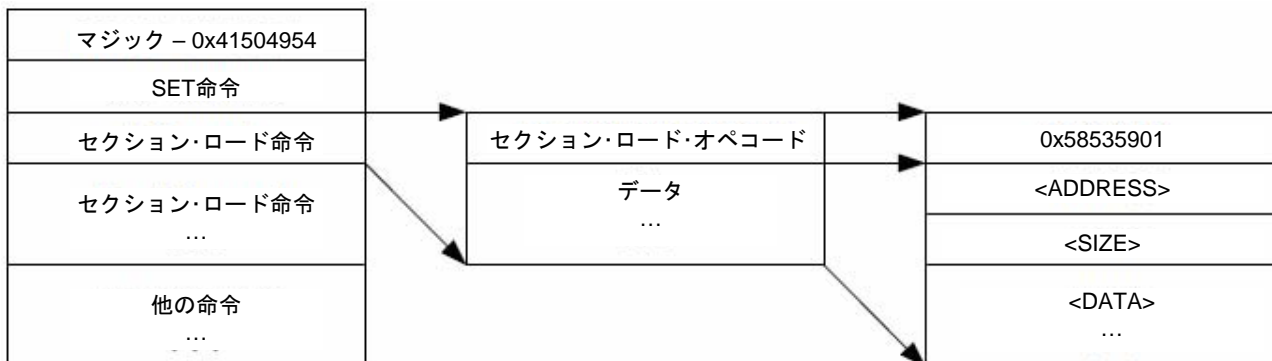 マジック – 0x41504954
SET命令
セクション･ロード命令
セクション･ロード命令
…
他の命令
…
セクション･ロード･オペコード
データ
…
0x58535901
<ADDRESS>
<SIZE>
<DATA>
…